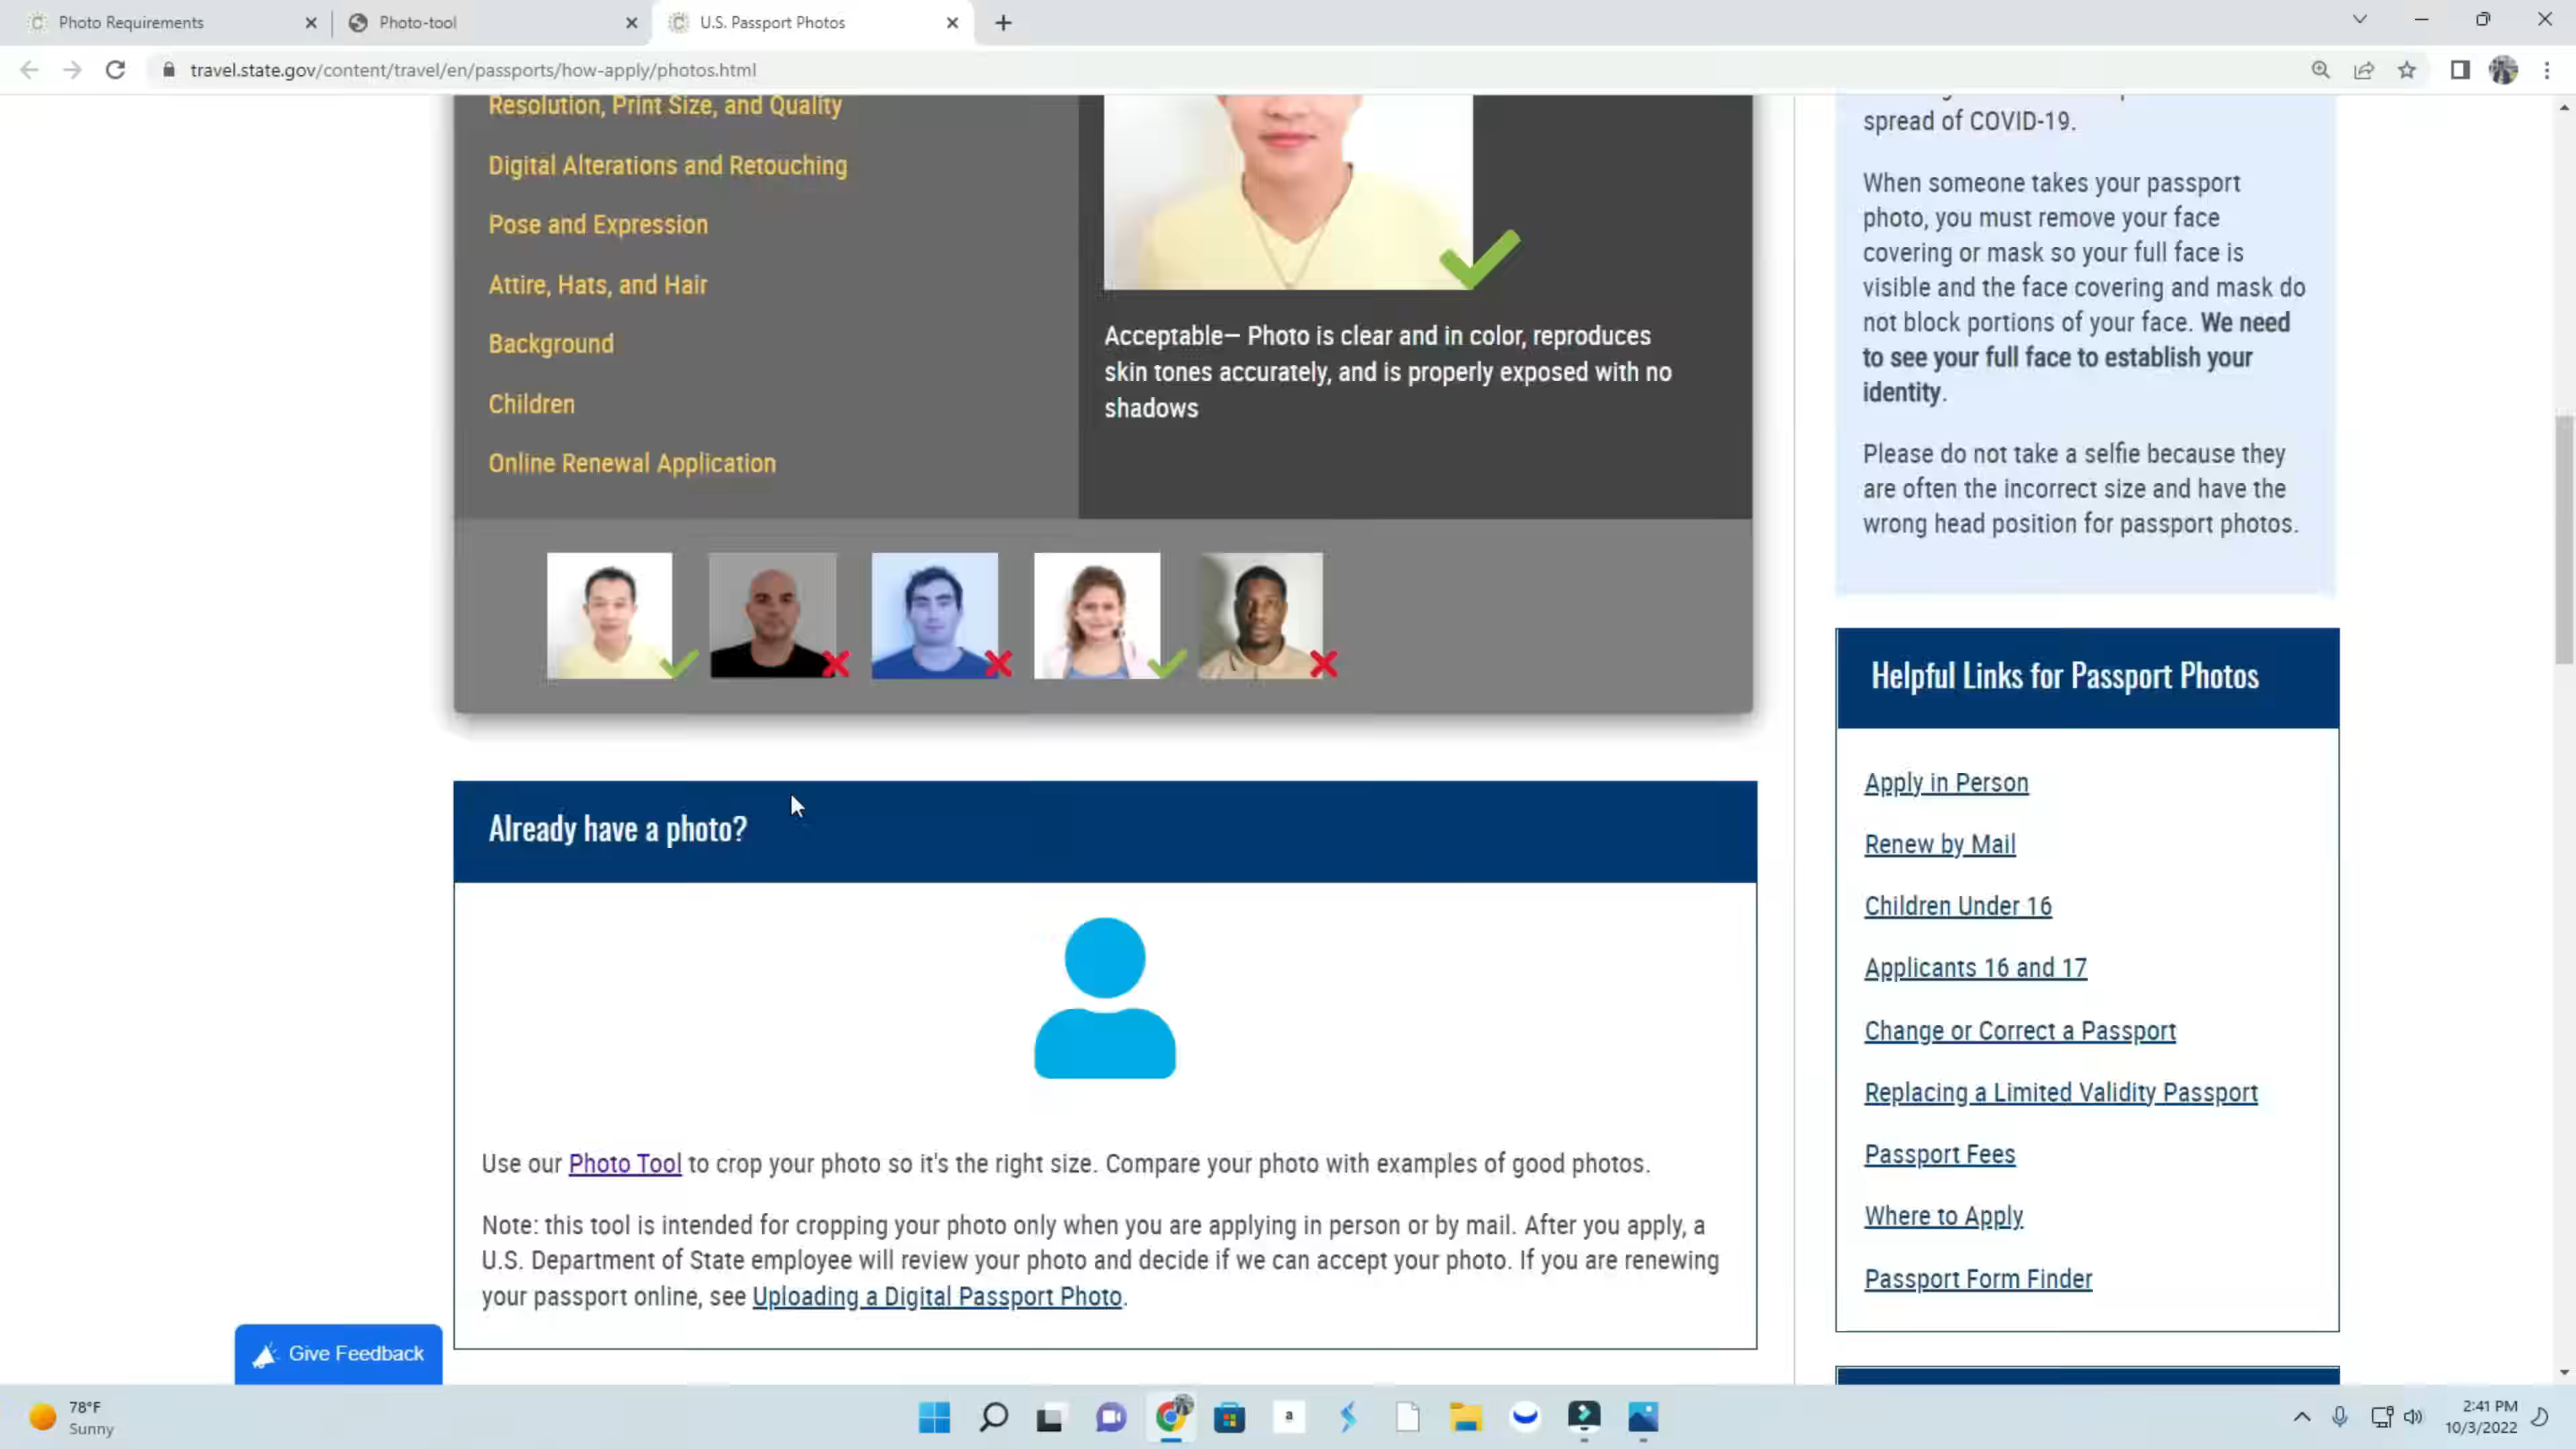 Photo Requirements
Photo-tool
U.S. Passport Photos
travel.state.gov/content/travel/en/passports/how-apply/photos.html
Resolution, Print Size, and Quality
Digital Alterations and Retouching
Pose and Expression
Attire, Hats, and Hair
Background
Children
Online Renewal Application
Acceptable— Photo is clear and in color, reproduces
skin tones accurately, and is properly exposed with no
shadows
spread of COVID-19.
When someone takes your passport
photo, you must remove your face
covering or mask so your full face is
visible and the face covering and mask do
not block portions of your face. We need
to see your full face to establish your
identity.
Please do not take a selfie because they
are often the incorrect size and have the
wrong head position for passport photos.
Helpful Links for Passport Photos
Apply in Person
Renew by Mail
Children Under 16
Applicants 16 and 17
Change or Correct a Passport
Replacing a Limited Validity Passport
Passport Fees
Where to Apply
Passport Form Finder
Already have a photo?
Use our Photo Tool to crop your photo so it's the right size. Compare your photo with examples of good photos.
Note: this tool is intended for cropping your photo only when you are applying in person or by mail. After you apply, a
U.S. Department of State employee will review your photo and decide if we can accept your photo. If you are renewing
your passport online, see Uploading a Digital Passport Photo.
Give Feedback
78°F
Sunny
a
2:41 PM
10/3/2022